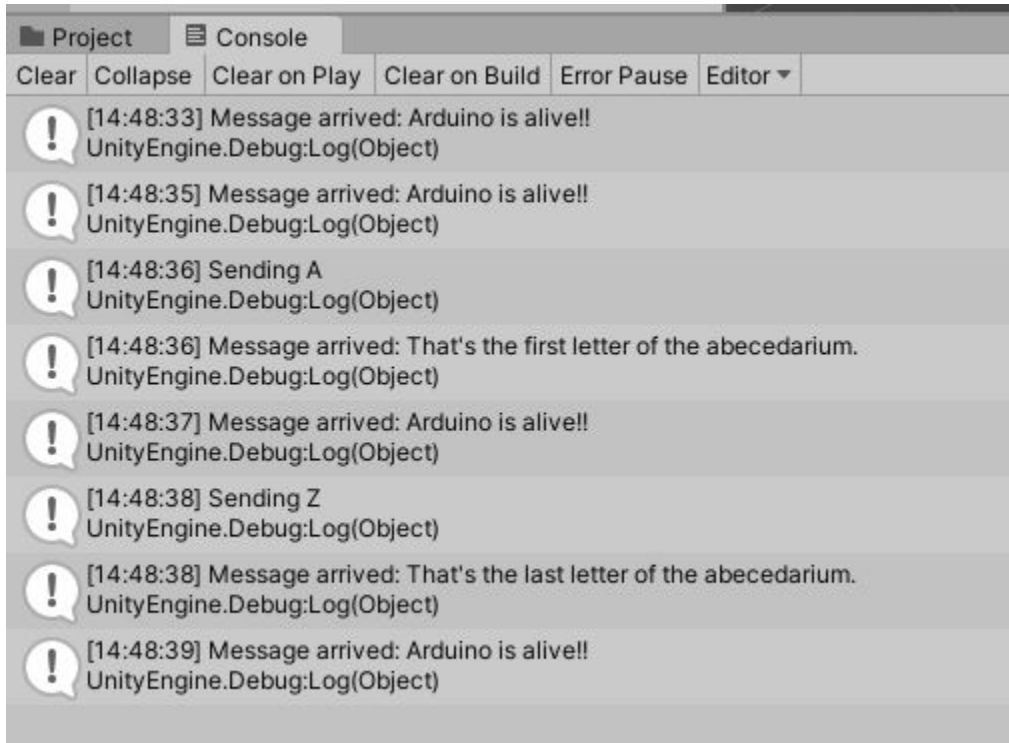 Project Console
Clear Collapse Clear on Play Clear on Build Error Pause Editor
[14:48:33] Message arrived: Arduino is alive!!
UnityEngine.Debug:Log(Object)
[14:48:35] Message arrived: Arduino is alive!!
UnityEngine.Debug:Log(Object)
[14:48:36] Sending A
UnityEngine.Debug:Log(Object)
[14:48:36] Message arrived: That's the first letter of the abecedarium.
UnityEngine.Debug:Log(Object)
[14:48:37] Message arrived: Arduino is alive!!
UnityEngine.Debug:Log(Object)
[14:48:38] Sending Z
UnityEngine.Debug:Log(Object)
[14:48:38] Message arrived: That's the last letter of the abecedarium.
UnityEngine.Debug:Log(Object)
[14:48:39] Message arrived: Arduino is alive!!
UnityEngine.Debug:Log(Object)